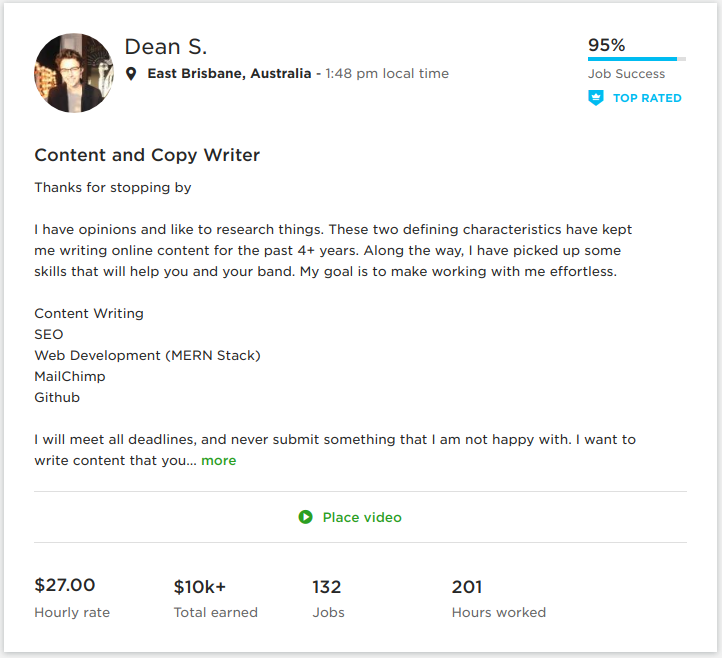 Dean S.
East Brisbane, Australia - 1:48 pm local time
95%
Job Success
TOP RATED
Content and Copy Writer
Thanks for stopping by
I have opinions and like to research things. These two defining characteristics have kept
me writing online content for the past 4+ years. Along the way, I have picked up some
skills that will help you and your band. My goal is to make working with me effortless.
Content Writing
SEO
Web Development (MERN Stack)
MailChimp
Github
I will meet all deadlines, and never submit something that I am not happy with. I want to
write content that you... more
Place video
$27.00
Hourly rate
$10k+
Total earned
132
Jobs
201
Hours worked